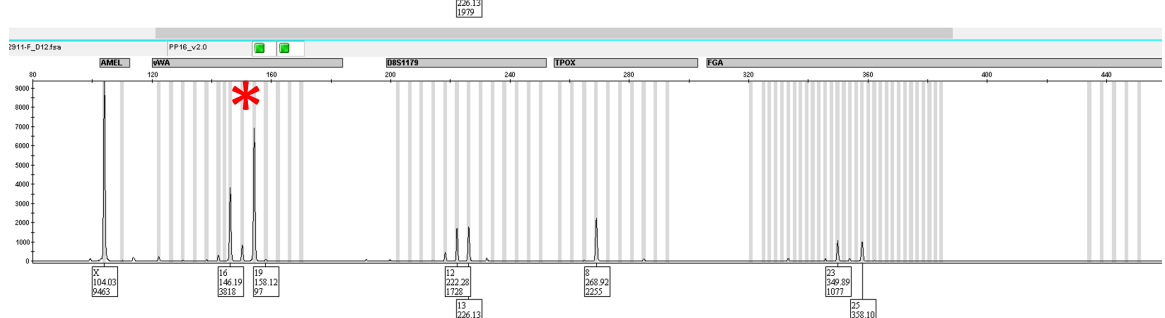 226.13
1979
2911-F_D12.fsa PP16_v2.0
AMEL vWA D8S1179 TPOX FGA
80 120 160 200 240 280 320 360 400 440
9000
8000
7000
6000
5000
4000
3000
2000
1000
0
X 16 19 12 8 23
104.03 146.19 158.12 222.28 268.92 349.89
9463 3818 97 1728 2255 1077
13 25
226.13 358.10